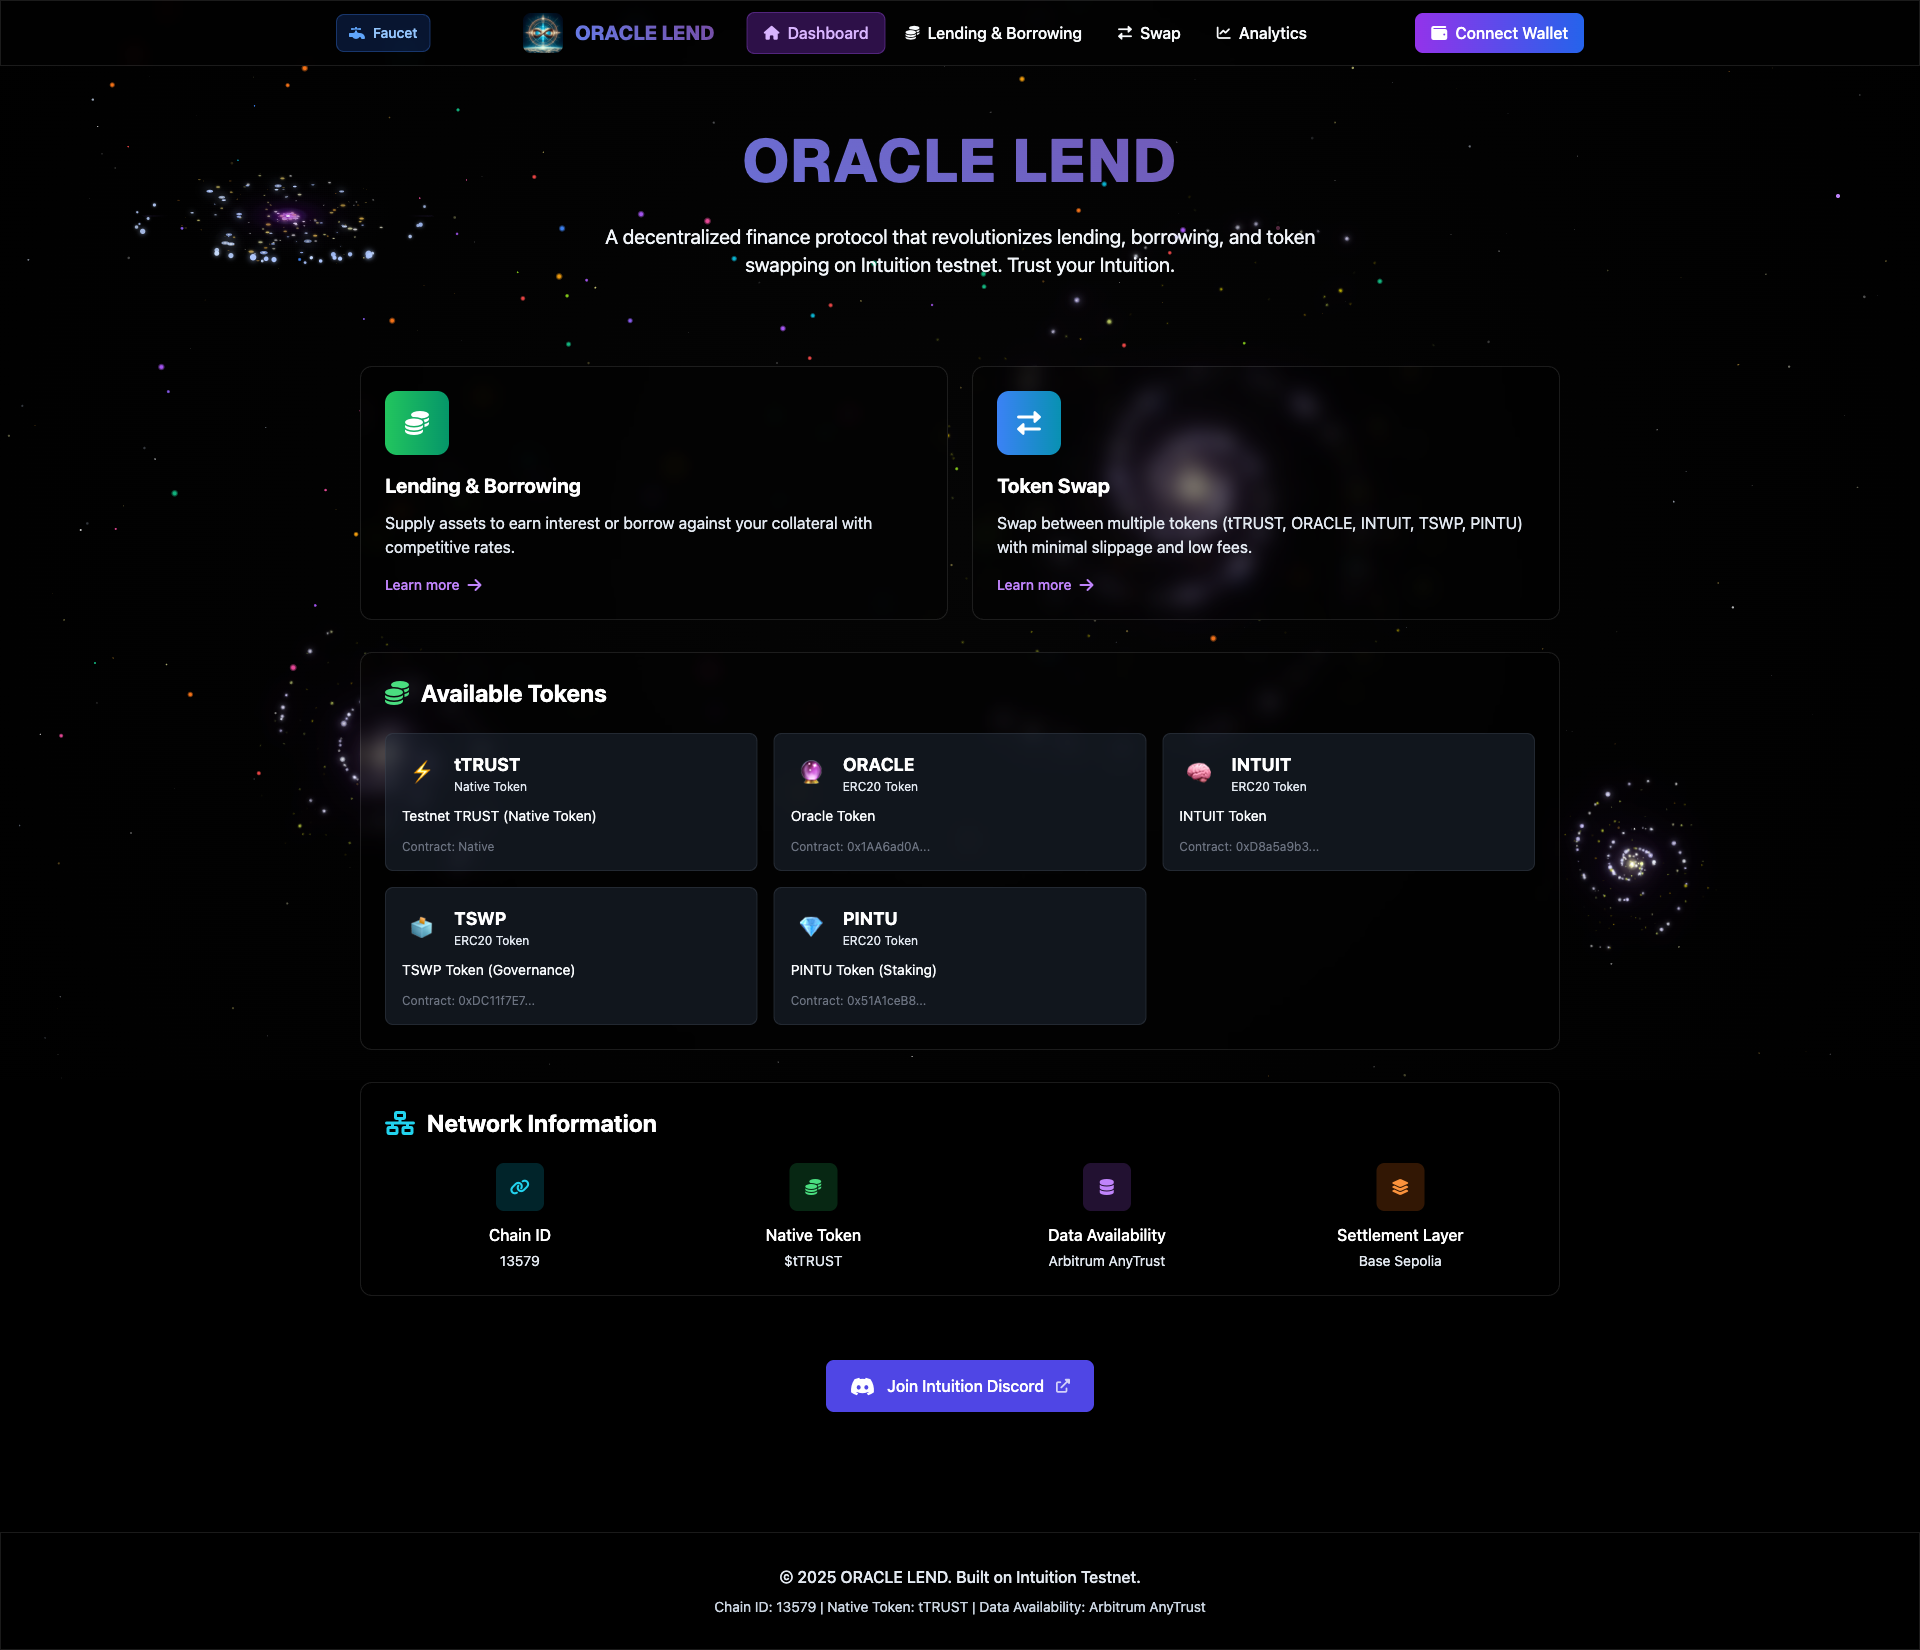 Faucet
ORACLE LEND
Dashboard
Lending & Borrowing
Swap
Analytics
Connect Wallet
ORACLE LEND
A decentralized finance protocol that revolutionizes lending, borrowing, and token
swapping on Intuition testnet. Trust your Intuition.
Lending & Borrowing
Supply assets to earn interest or borrow against your collateral with
competitive rates.
Learn more
Token Swap
Swap between multiple tokens (tTRUST, ORACLE, INTUIT, TSWP, PINTU)
with minimal slippage and low fees.
Learn more
Available Tokens
tTRUST
Native Token
Testnet TRUST (Native Token)
Contract: Native
ORACLE
ERC20 Token
Oracle Token
Contract: 0x1AA6ad0A...
INTUIT
ERC20 Token
INTUIT Token
Contract: 0xD8a5a9b3...
TSWP
ERC20 Token
TSWP Token (Governance)
Contract: 0xDC11f7E7...
PINTU
ERC20 Token
PINTU Token (Staking)
Contract: 0x51A1ceB8...
Network Information
Chain ID
13579
Native Token
$tTRUST
Data Availability
Arbitrum AnyTrust
Settlement Layer
Base Sepolia
Join Intuition Discord
© 2025 ORACLE LEND. Built on Intuition Testnet.
Chain ID: 13579 | Native Token: tTRUST | Data Availability: Arbitrum AnyTrust